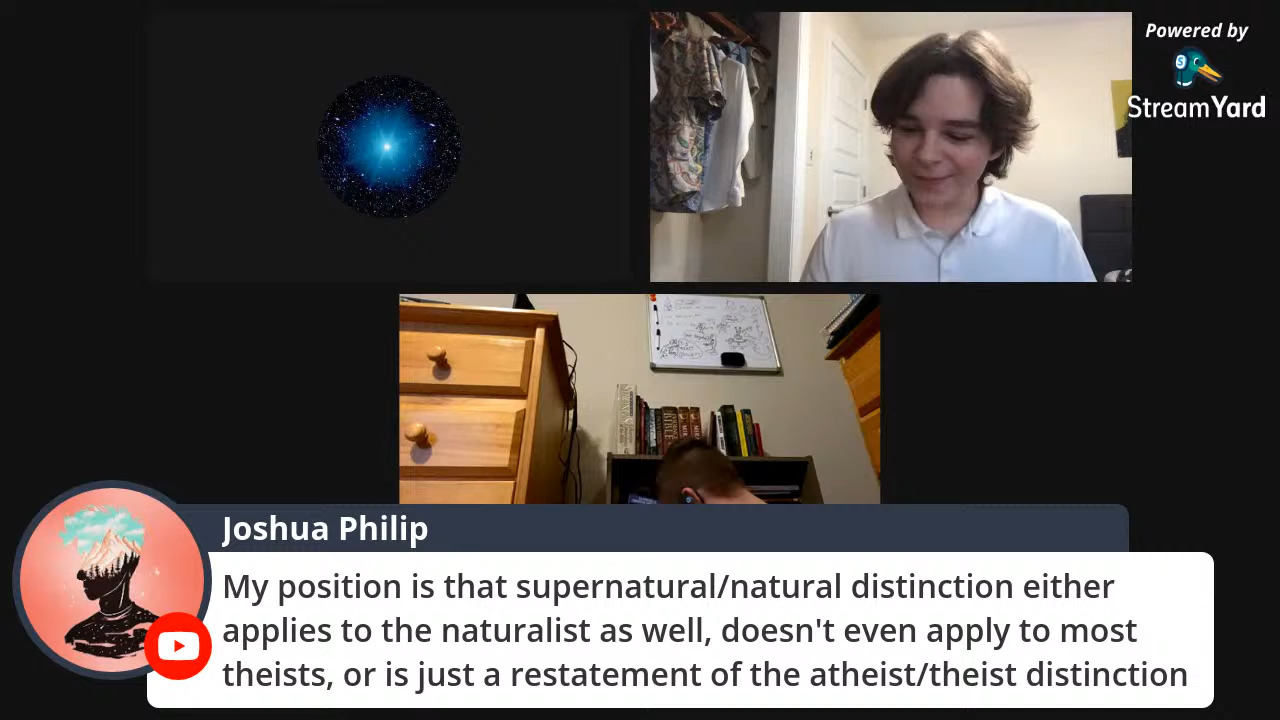 Powered by
StreamYard
BIBLE
Joshua Philip
My position is that supernatural/natural distinction either
applies to the naturalist as well, doesn't even apply to most
theists, or is just a restatement of the atheist/theist distinction